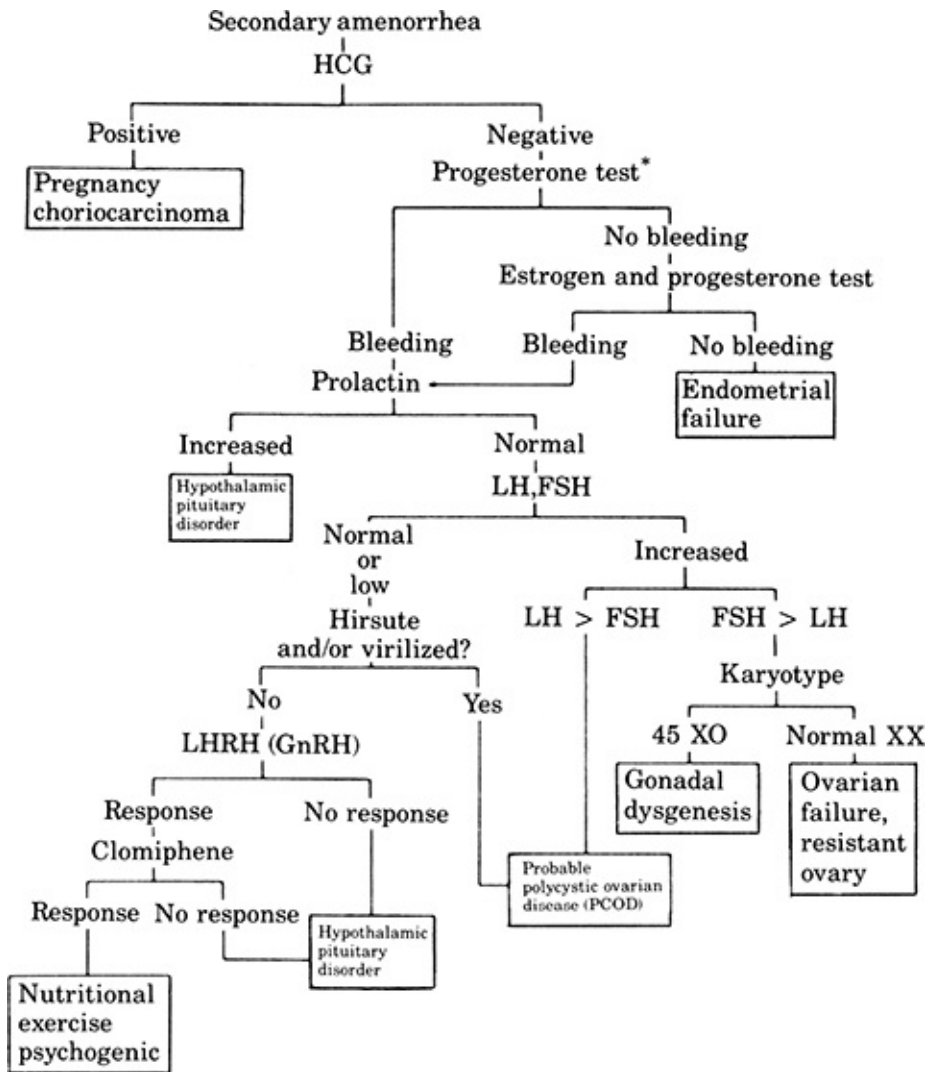 Secondary amenorrhea
HCG
Positive
Negative
Pregnancy
choriocarcinoma
Progesterone test*
No bleeding
Estrogen and progesterone test
Bleeding
Bleeding
No bleeding
Prolactin
Endometrial
failure
Increased
Normal
Hypothalamic
pituitary
disorder
LH,FSH
Normal
or
low
Increased
Hirsute
and/or virilized?
LH > FSH
FSH > LH
Karyotype
No
Yes
45 XO
Normal XX
LHRH (GnRH)
Gonadal
dysgenesis
Ovarian
failure,
resistant
ovary
Response
No response
Clomiphene
Probable
polycystic ovarian
disease (PCOD)
Response
No response
Hypothalamic
pituitary
disorder
Nutritional
exercise
psychogenic